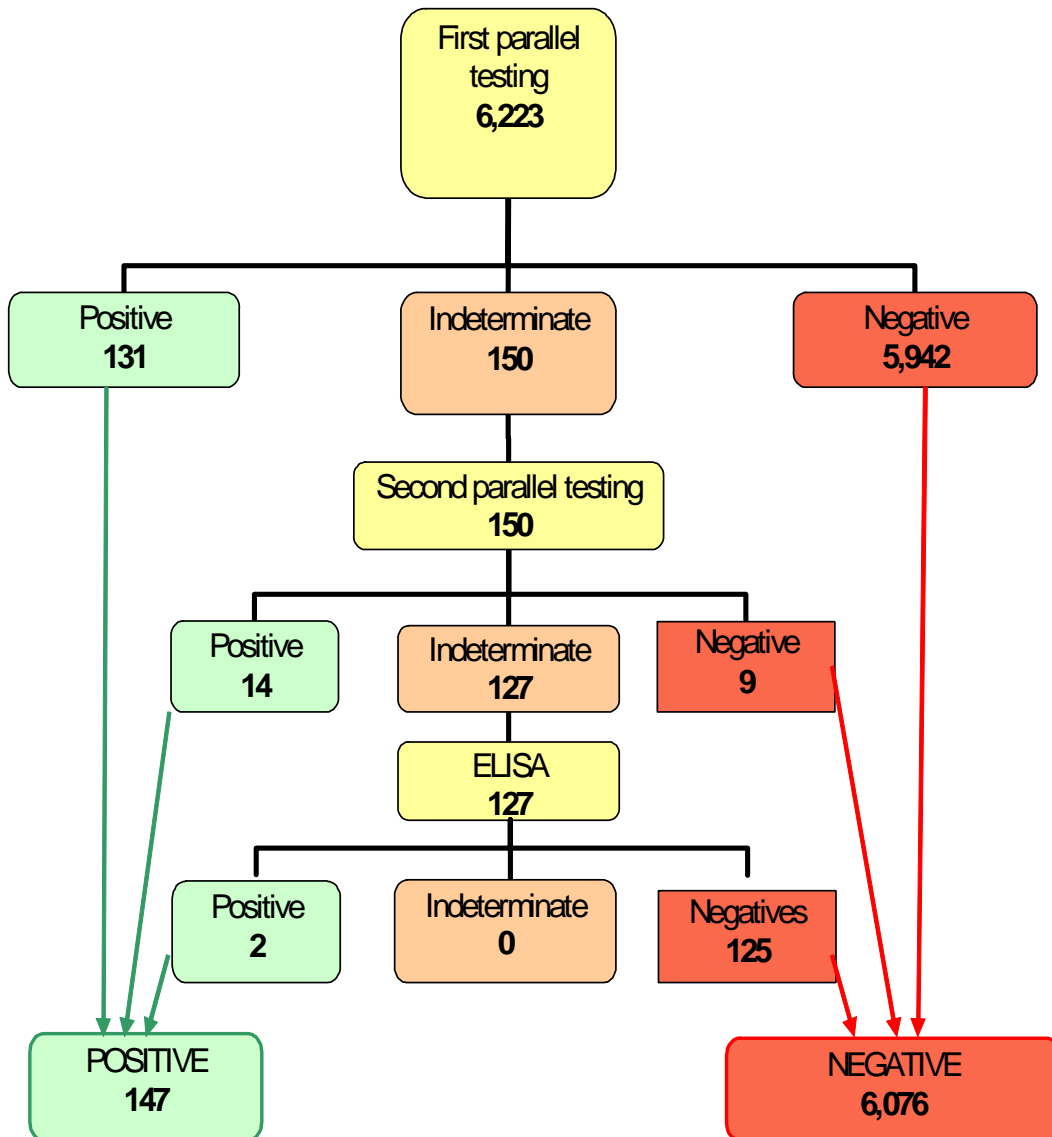 First parallel
testing
6,223
Positive
131
Indeterminate
150
Negative
5,942
Second parallel testing
150
Positive
14
Indeterminate
127
Negative
9
ELISA
127
Positive
2
Indeterminate
0
Negatives
125
POSITIVE
147
NEGATIVE
6,076